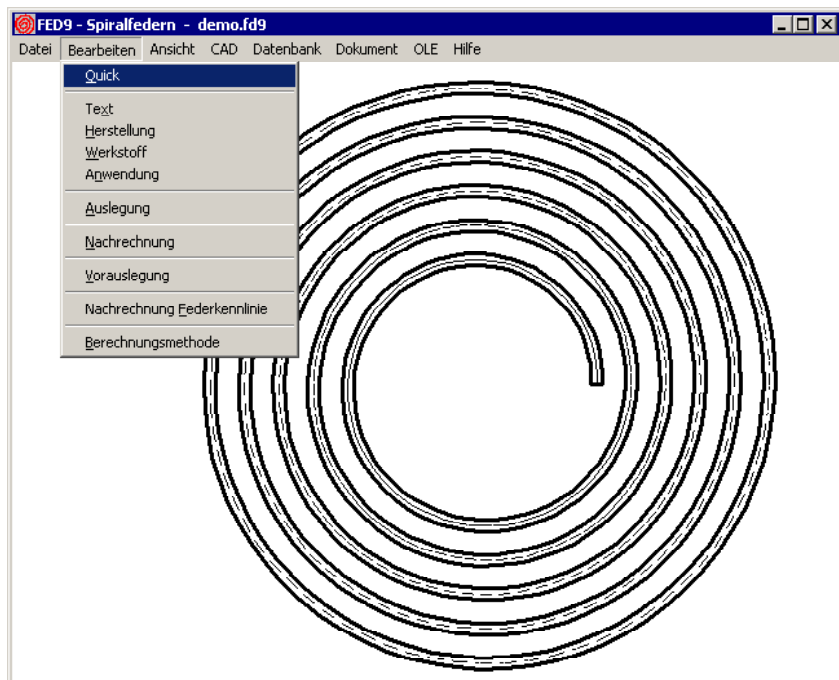 FED9 - Spiralfedern - demo.fd9
Datei Bearbeiten Ansicht CAD Datenbank Dokument OLE Hilfe
Quick
Text
Herstellung
Werkstoff
Anwendung
Auslegung
Nachrechnung
Vorauslegung
Nachrechnung Federkennlinie
Berechnungsmethode